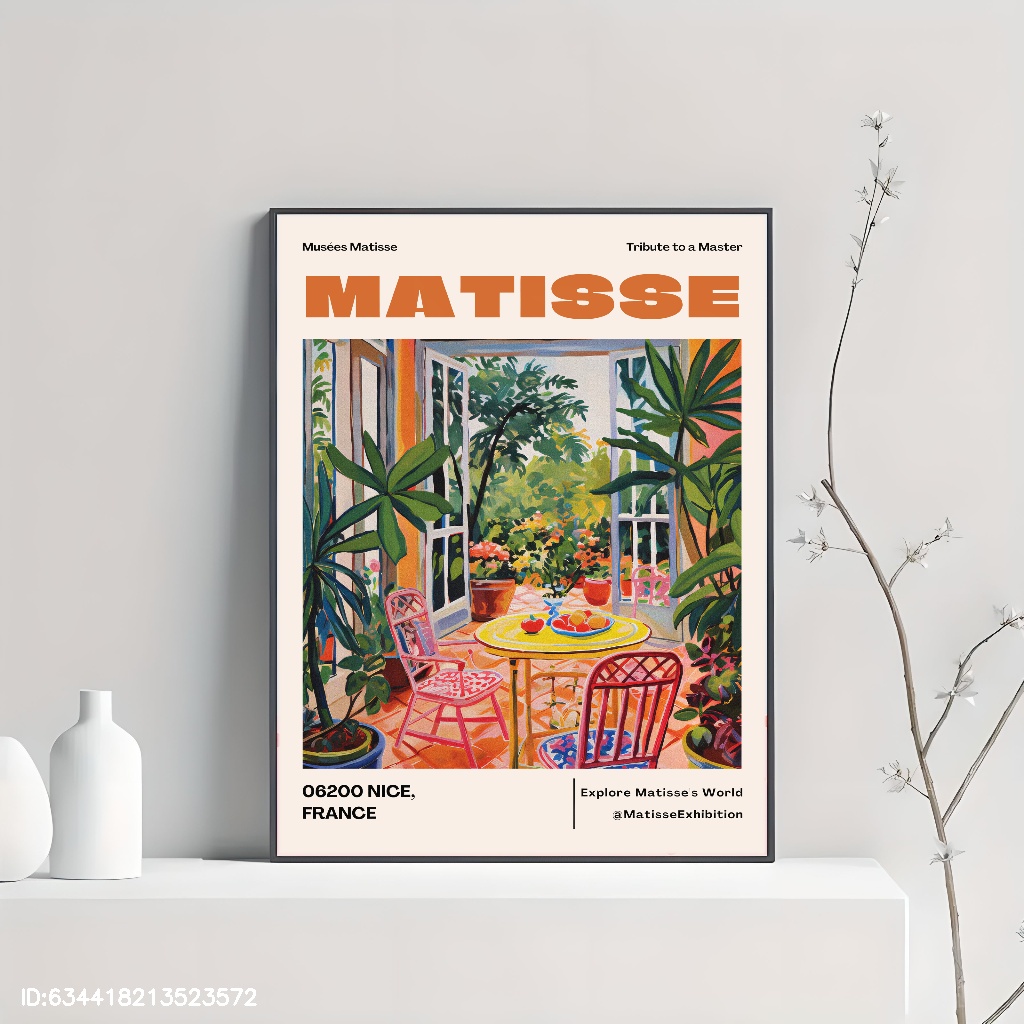 Musées Matisse
Tribute to a Master
MATISSE
06200 NICE,
FRANCE
Explore Matisse's World
@MatisseExhibition
ID:634418213523572